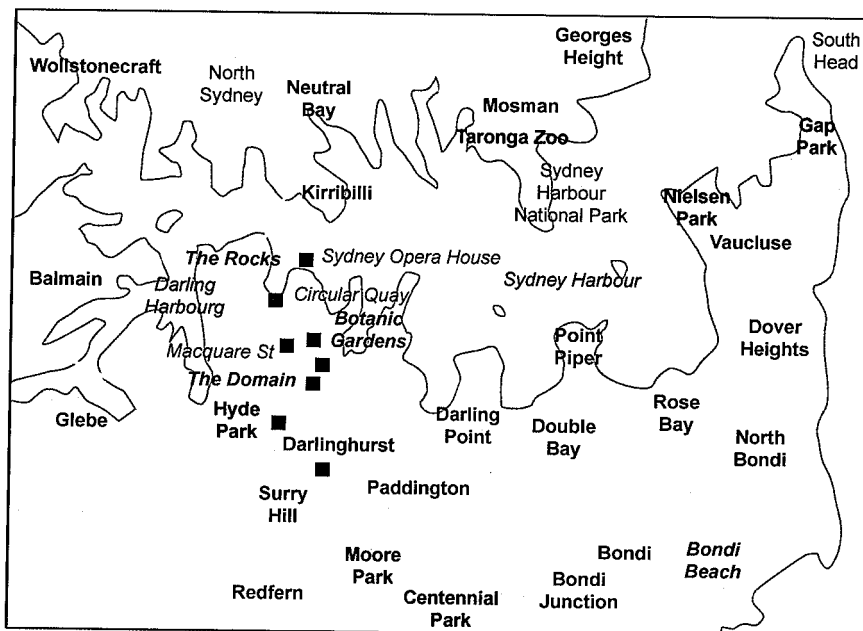 Georges
Height
South
Head
Wollstonecraft
North
Sydney
Neutral
Bay
Mosman
Taronga Zoo
Gap
Park
Sydney
Harbour
National Park
Kirribilli
Nielsen
Park
Vaucluse
The Rocks
Sydney Opera House
Balmain
Darling
Harbourg
Circular Quay
Sydney Harbour
Botanic
Gardens
Macquare St
Point
Piper
Dover
Heights
The Domain
Glebe
Hyde
Park
Darlinghurst
Darling
Point
Double
Bay
Rose
Bay
North
Bondi
Surry
Hill
Paddington
Moore
Park
Bondi
Bondi
Beach
Redfern
Centennial
Park
Bondi
Junction